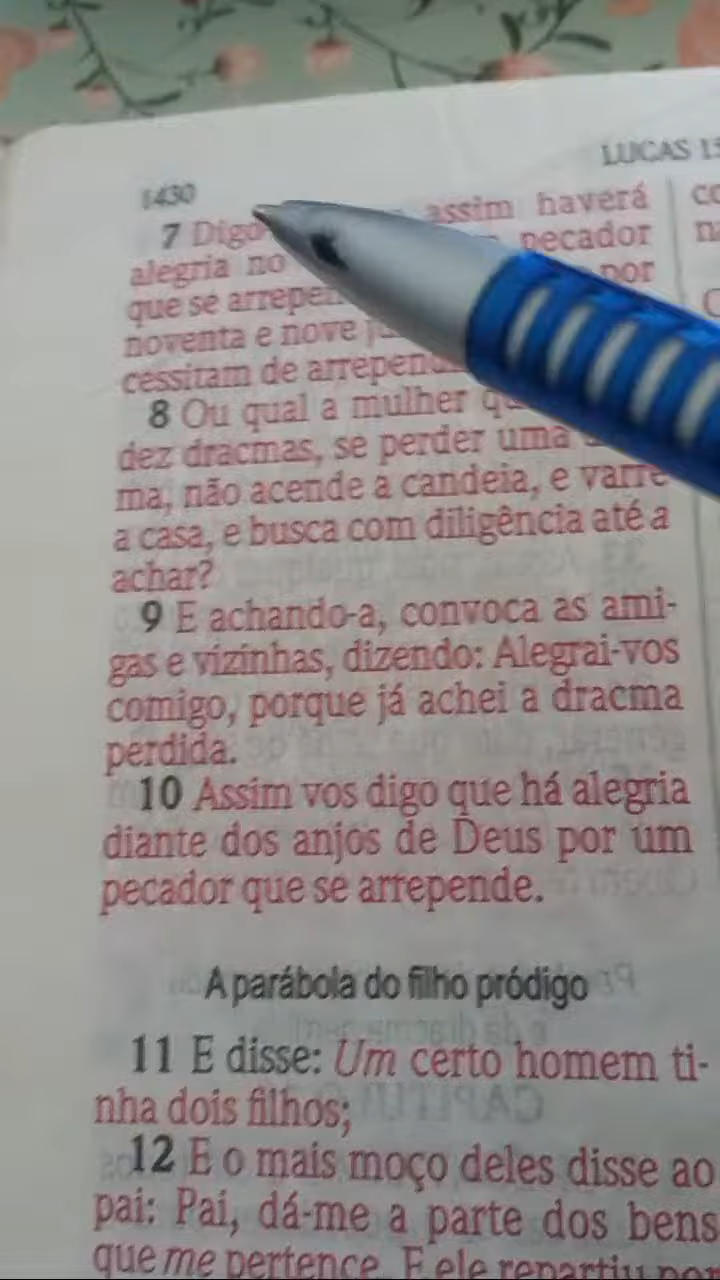 1430
LUCAS 15
7 Digo assim haverá
alegria no pecador
que se por
noventa e nove
cessitam de
8 Ou qual a mulher
dez dracmas, se perder uma
ma, não acende a candeia, e varre
a casa, e busca com diligência até a
achar?
9 E achando-a, convoca as ami-
gas e vizinhas, dizendo: Alegrai-vos
comigo, porque já achei a dracma
perdida.
10 Assim vos digo que há alegria
diante dos anjos de Deus por um
pecador que se arrepende.
A parábola do filho pródigo
11 E disse: Um certo homem ti-
nha dois filhos;
12 E o mais moço deles disse ao
pai: Pai, dá-me a parte dos bens
que me pertence. E ele repartiu por